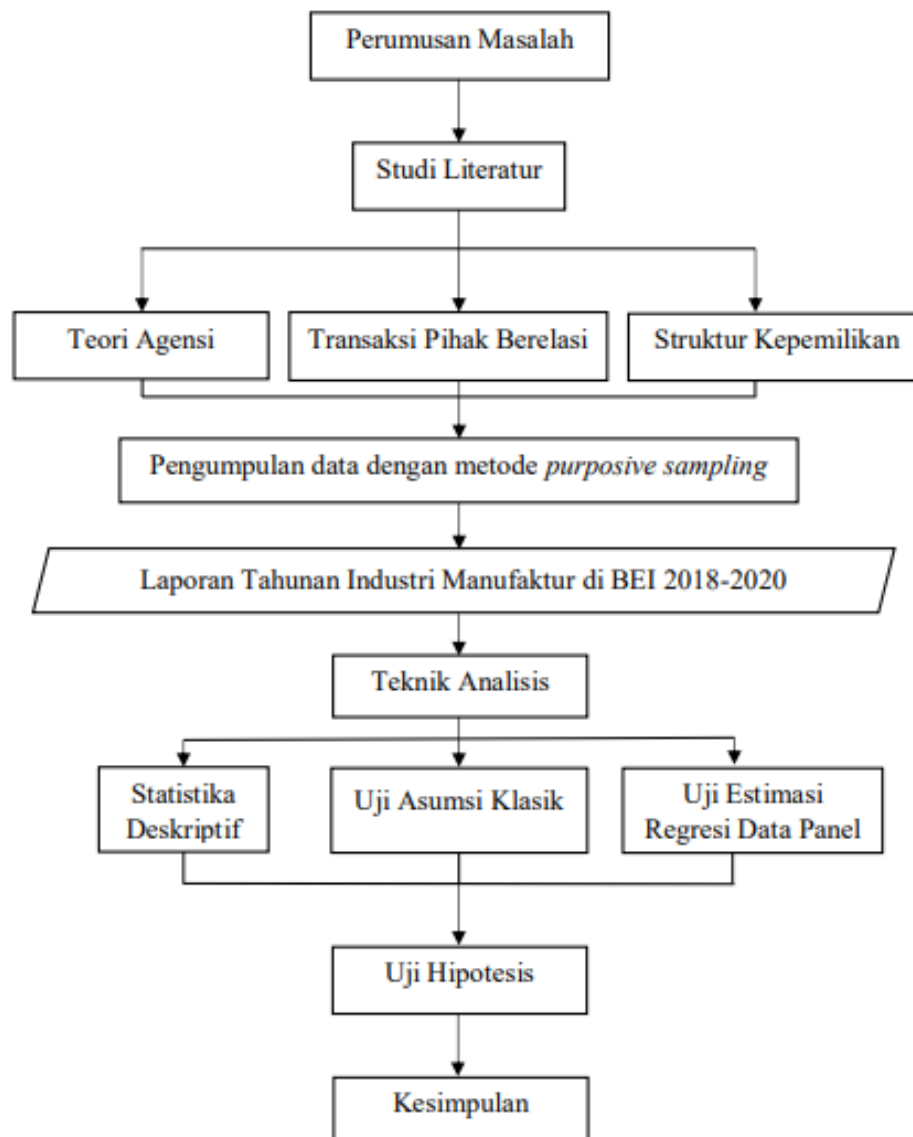 Perumusan Masalah
Studi Literatur
Teori Agensi
Transaksi Pihak Berelasi
Struktur Kepemilikan
Pengumpulan data dengan metode purposive sampling
Laporan Tahunan Industri Manufaktur di BEI 2018-2020
Teknik Analisis
Statistika
Deskriptif
Uji Asumsi Klasik
Uji Estimasi
Regresi Data Panel
Uji Hipotesis
Kesimpulan